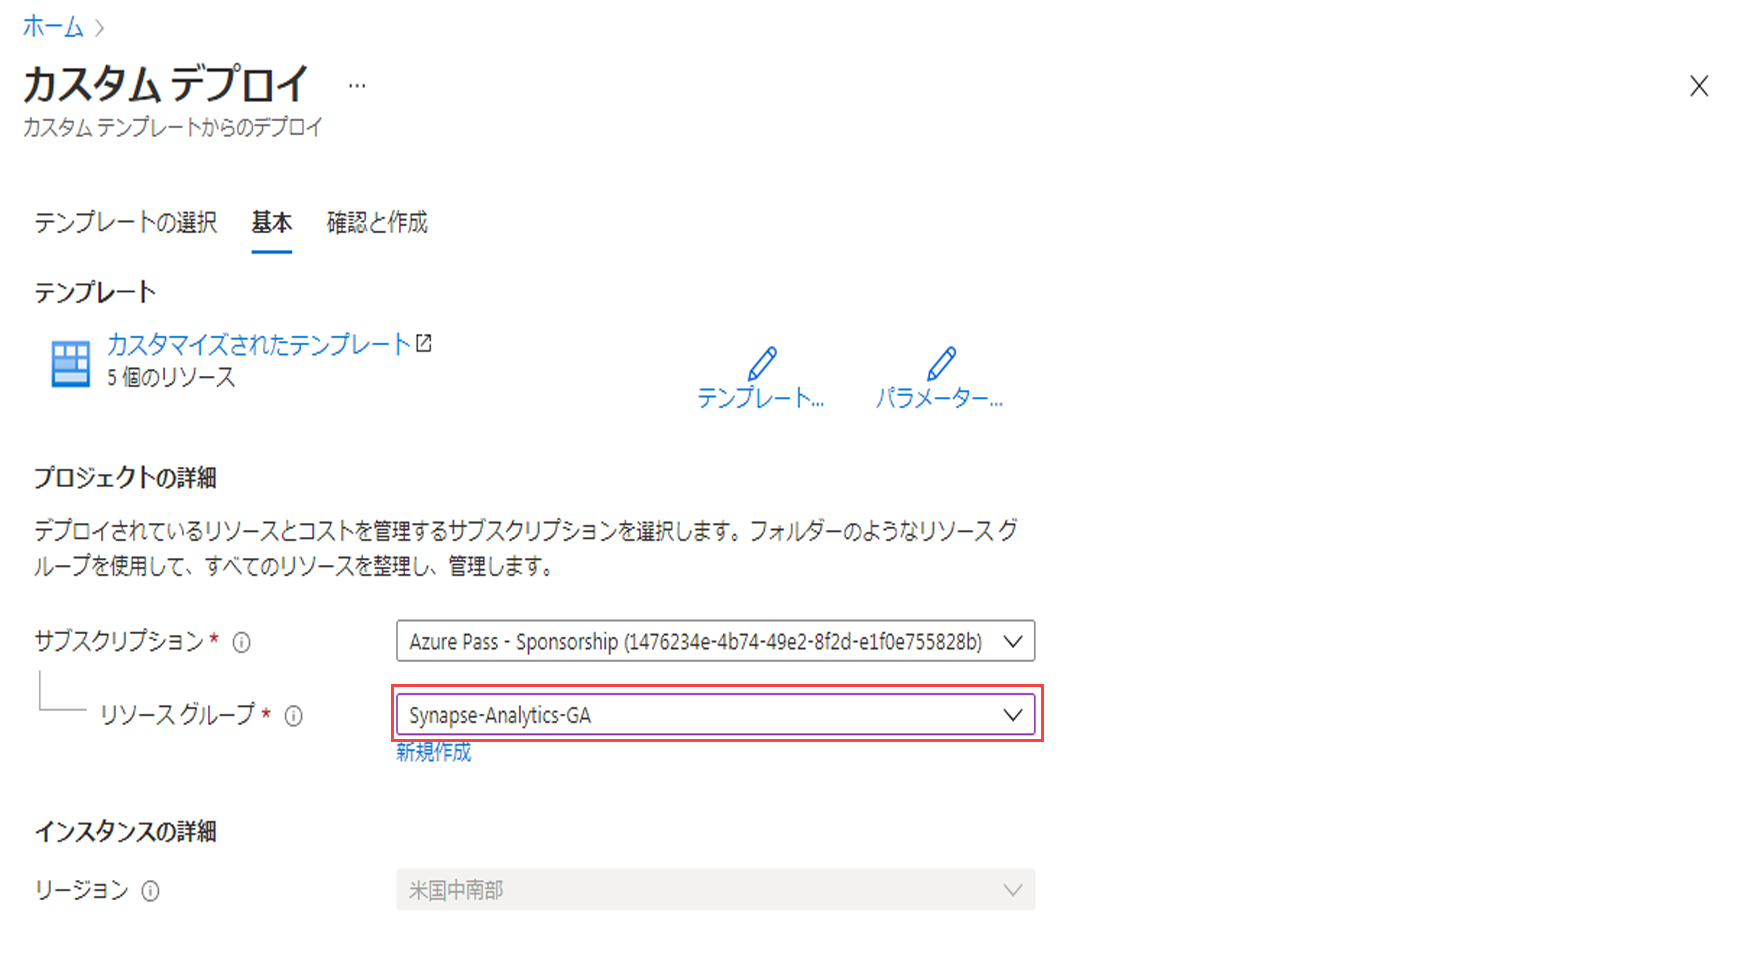 ホーム
カスタム デプロイ ...
カスタム テンプレートからのデプロイ
テンプレートの選択 基本 確認と作成
テンプレート
カスタマイズされたテンプレート
5 個のリソース
テンプレート... パラメーター...
プロジェクトの詳細
デプロイされているリソースとコストを管理するサブスクリプションを選択します。フォルダーのようなリソース グ
ループを使用して、すべてのリソースを整理し、管理します。
サブスクリプション * Azure Pass - Sponsorship (1476234e-4b74-49e2-8f2d-e1f0e755828b)
リソース グループ * Synapse-Analytics-GA
新規作成
インスタンスの詳細
リージョン 米国中南部